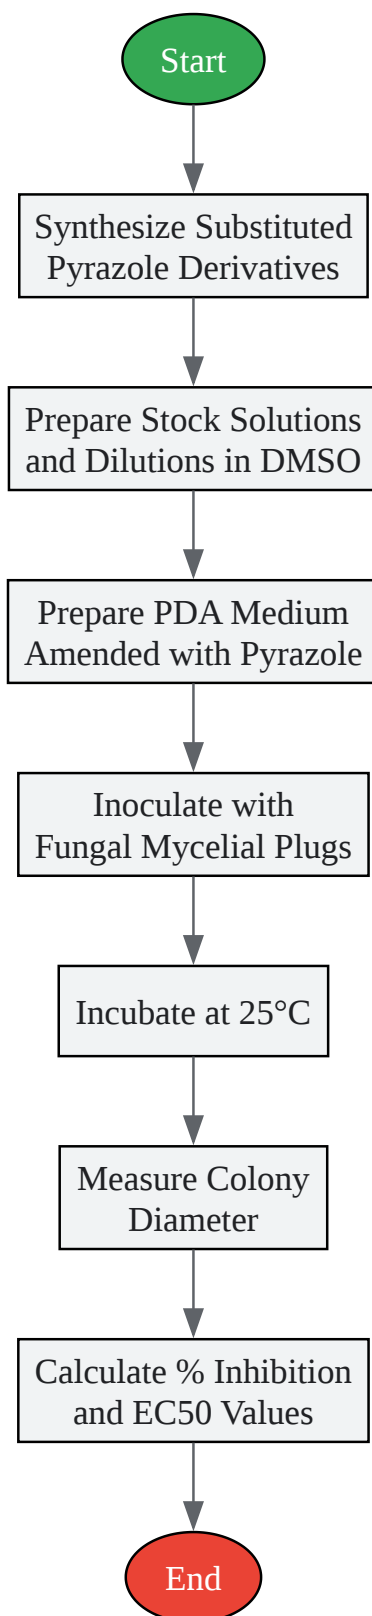 Start
Synthesize Substituted
Pyrazole Derivatives
Prepare Stock Solutions
and Dilutions in DMSO
Prepare PDA Medium
Amended with Pyrazole
Inoculate with
Fungal Mycelial Plugs
Incubate at 25°C
Measure Colony
Diameter
Calculate % Inhibition
and EC50 Values
End